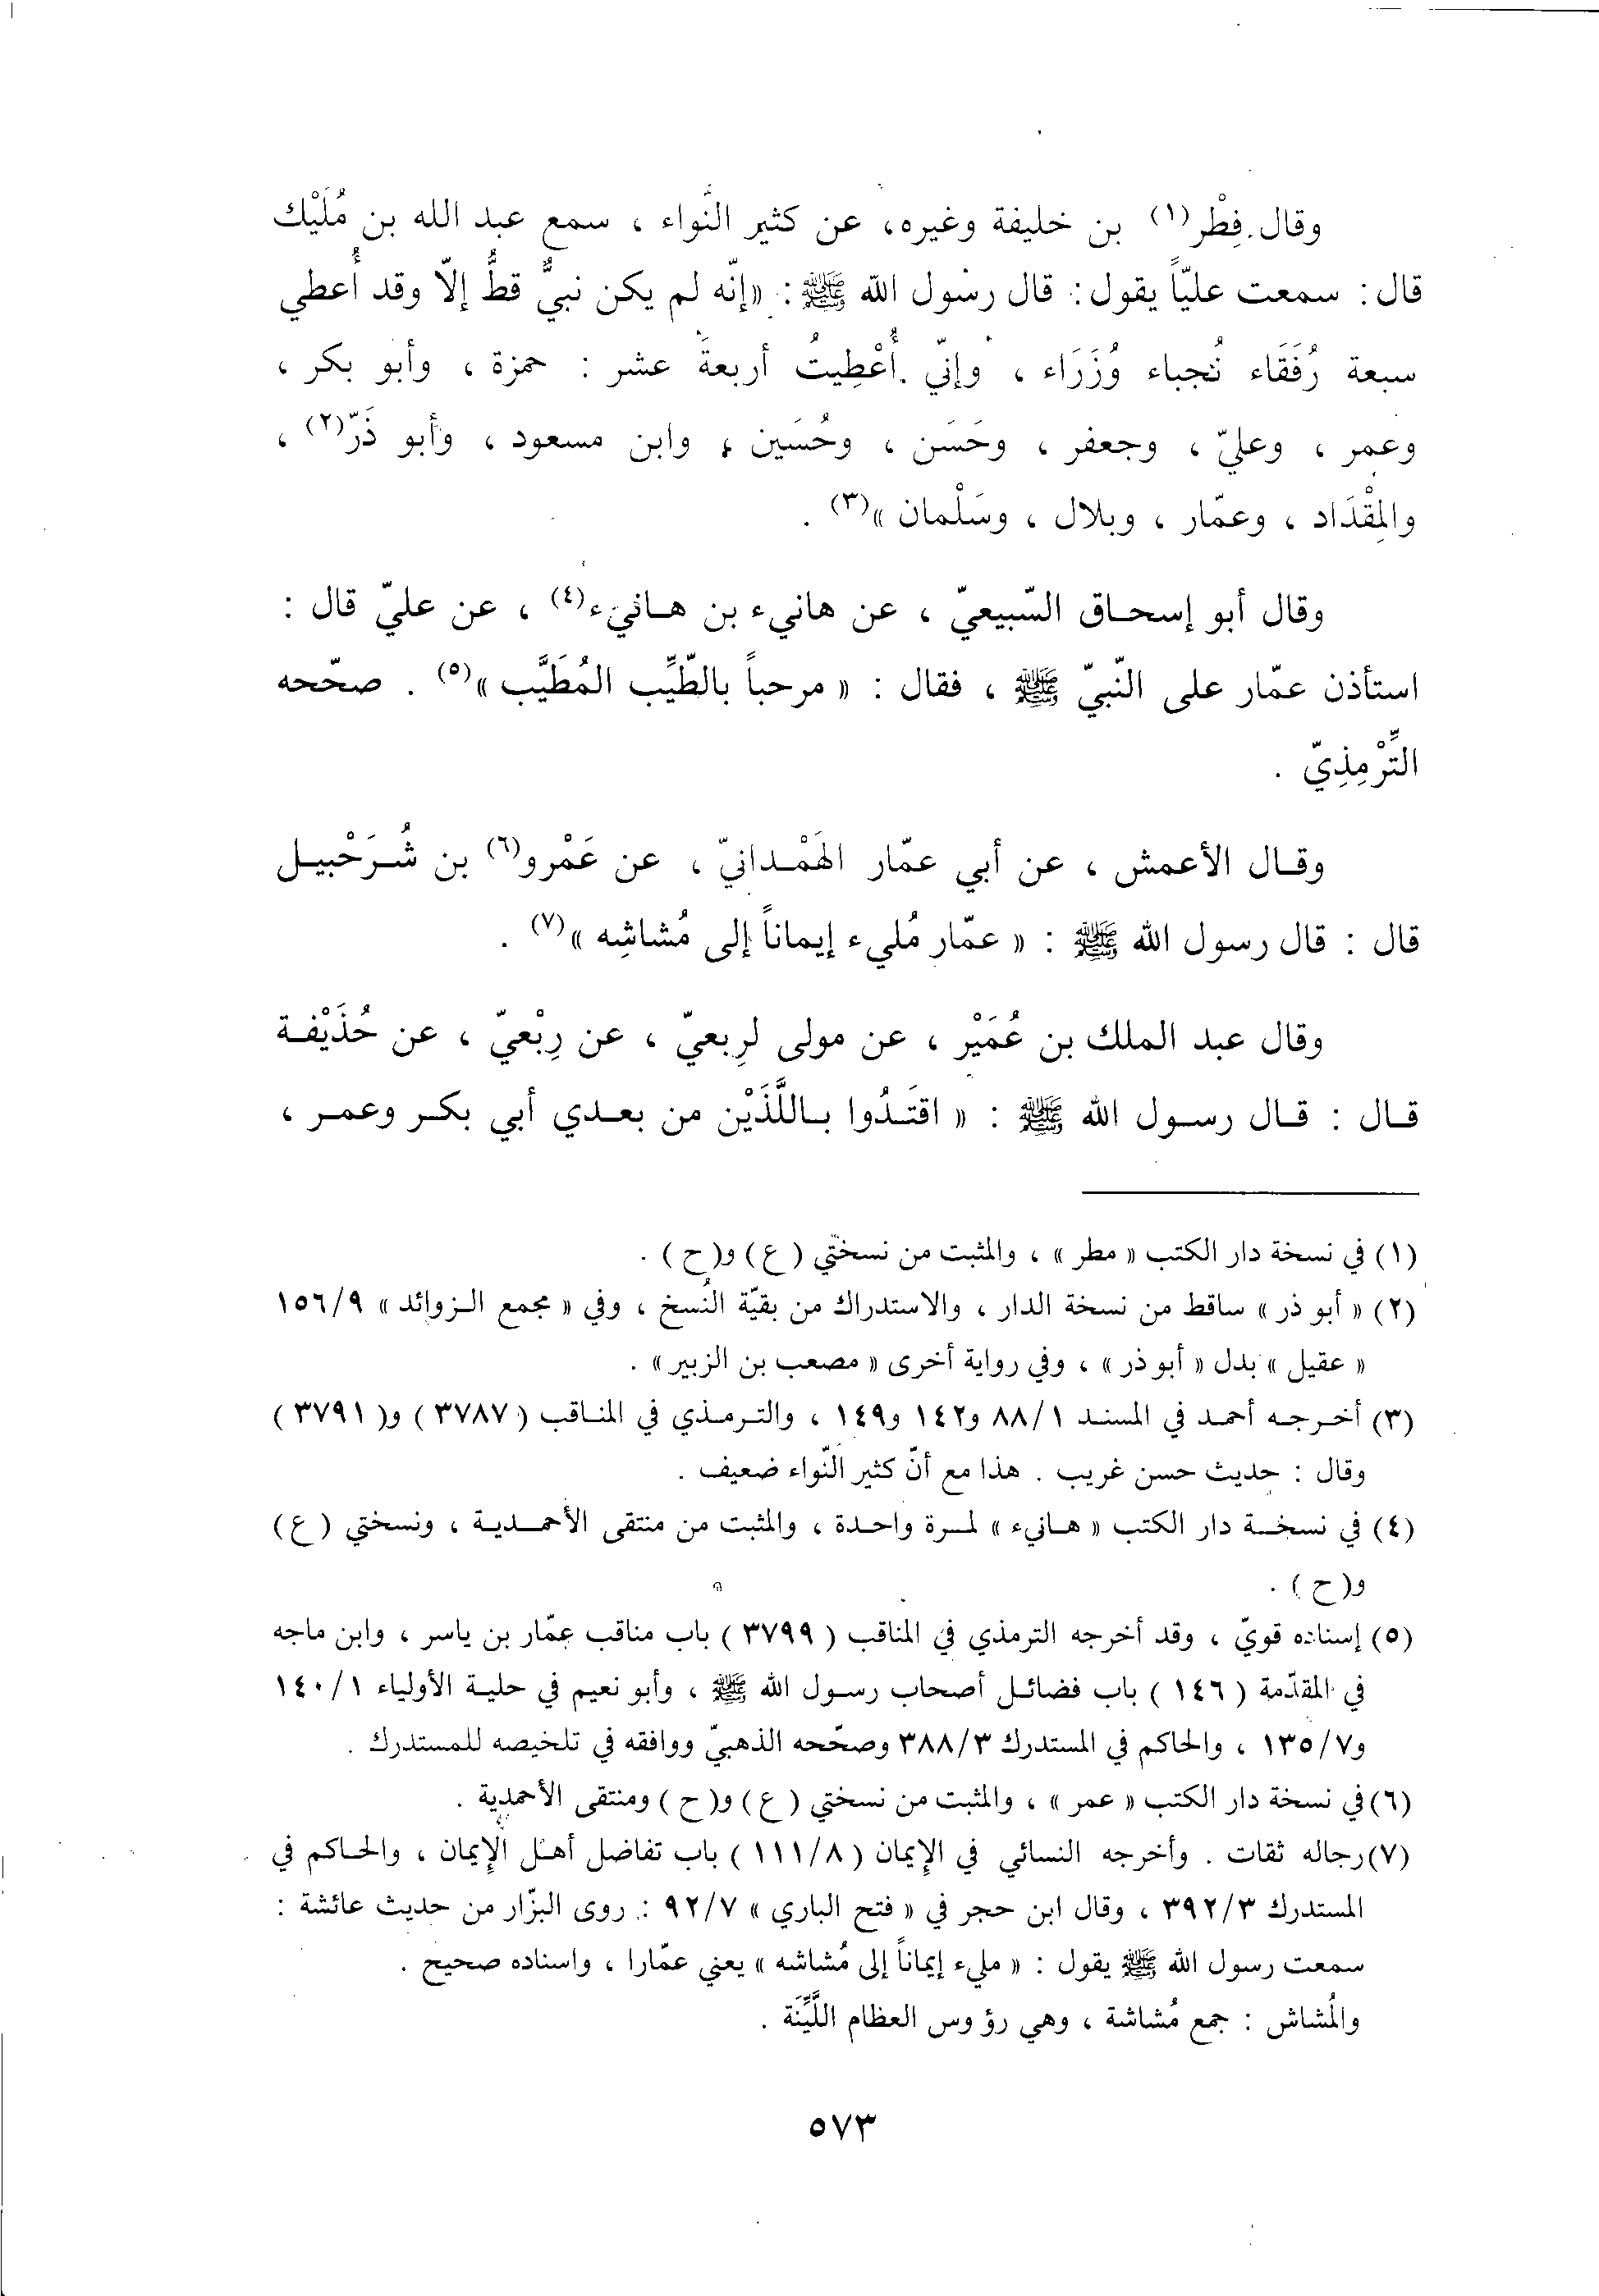 وقال فِطْر(١) بن خليفة وغيره، عن كثير النّواء ، سمع عبد الله بن مُلَيْك
قال : سمعت عليّاً يقول : قال رسول الله ﷺ : «إنّه لم يكن نبيٌّ قطُّ إلّا وقد أُعطي
سبعة رُفَقَاء نُجباء وُزَرَاء ، وإنّي أُعْطِيتُ أربعةَ عشر : حمزة ، وأبو بكر ،
وعمر ، وعليّ ، وجعفر ، وحَسَن ، وحُسَين ، وابن مسعود ، وأبو ذَرّ(٢) ،
والمِقْدَاد ، وعمّار ، وبلال ، وسَلْمان »(٣) .
وقال أبو إسحاق السّبيعيّ ، عن هانيء بن هانيء(٤) ، عن عليّ قال :
استأذن عمّار على النّبيّ ﷺ ، فقال : « مرحباً بالطّيِّب المُطَيَّب »(٥) . صحّحه
التِّرْمِذِيّ .
وقال الأعمش ، عن أبي عمّار الهَمْدانيّ ، عن عَمْرو(٦) بن شُرَحْبيل
قال : قال رسول الله ﷺ : « عمّار مُليء إيماناً إلى مُشاشِه »(٧) .
وقال عبد الملك بن عُمَيْر ، عن مولى لرِبعيّ ، عن رِبْعيّ ، عن حُذَيْفة
قال : قال رسول الله ﷺ : « اقتَدُوا باللَّذَيْن من بعدي أبي بكر وعمر ،
(١) في نسخة دار الكتب « مطر » ، والمثبت من نسختي ( ع ) و( ح ) .
(٢) « أبو ذر » ساقط من نسخة الدار ، والاستدراك من بقيّة النُسخ ، وفي « مجمع الزوائد » ١٥٦/٩
« عقيل » بدل « أبو ذر » ، وفي رواية أخرى « مصعب بن الزبير » .
(٣) أخرجه أحمد في المسند ٨٨/١ و١٤٢ و١٤٩ ، والترمذي في المناقب ( ٣٧٨٧ ) و( ٣٧٩١ )
وقال : حديث حسن غريب . هذا مع أنّ كثير النّواء ضعيف .
(٤) في نسخة دار الكتب « هانيء » لمرة واحدة ، والمثبت من منتقى الأحمدية ، ونسختي ( ع )
و( ح ) .
(٥) إسناده قويّ ، وقد أخرجه الترمذي في المناقب ( ٣٧٩٩ ) باب مناقب عمّار بن ياسر ، وابن ماجه
في المقدّمة ( ١٤٦ ) باب فضائل أصحاب رسول الله ﷺ ، وأبو نعيم في حلية الأولياء ١٤٠/١
و١٣٥/٧ ، والحاكم في المستدرك ٣٨٨/٣ وصحّحه الذهبيّ ووافقه في تلخيصه للمستدرك .
(٦) في نسخة دار الكتب « عمر » ، والمثبت من نسختي ( ع ) و( ح ) ومنتقى الأحمدية .
(٧) رجاله ثقات . وأخرجه النسائي في الإيمان ( ١١١/٨ ) باب تفاضل أهل الإيمان ، والحاكم في
المستدرك ٣٩٢/٣ ، وقال ابن حجر في « فتح الباري » ٩٢/٧ : روى البزّار من حديث عائشة :
سمعت رسول الله ﷺ يقول : « مليء إيماناً إلى مُشاشه » يعني عمّارا ، واسناده صحيح .
والمُشاش : جمع مُشاشة ، وهي رؤوس العظام اللَّيِّنَة .
٥٧٣